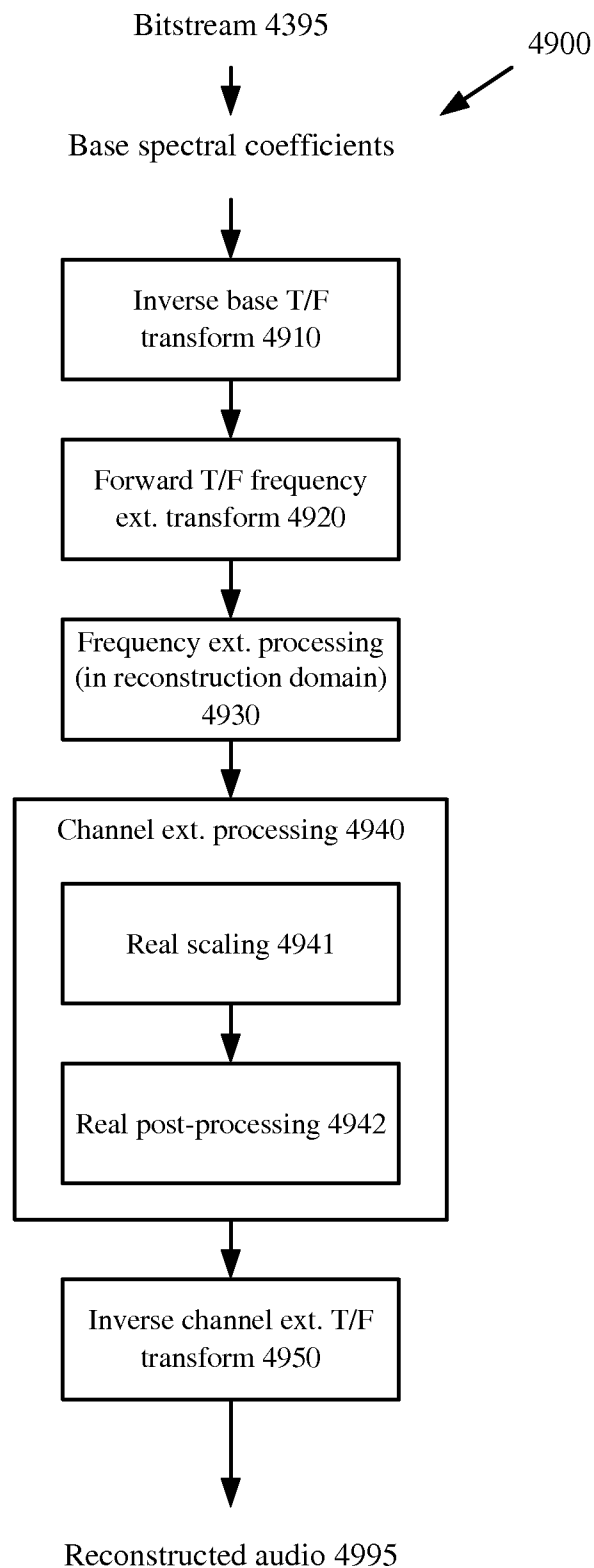 Bitstream 4395
4900
Base spectral coefficients
Inverse base T/F
transform 4910
Forward T/F frequency
ext. transform 4920
Frequency ext. processing
(in reconstruction domain)
4930
Channel ext. processing 4940
Real scaling 4941
Real post-processing 4942
Inverse channel ext. T/F
transform 4950
Reconstructed audio 4995